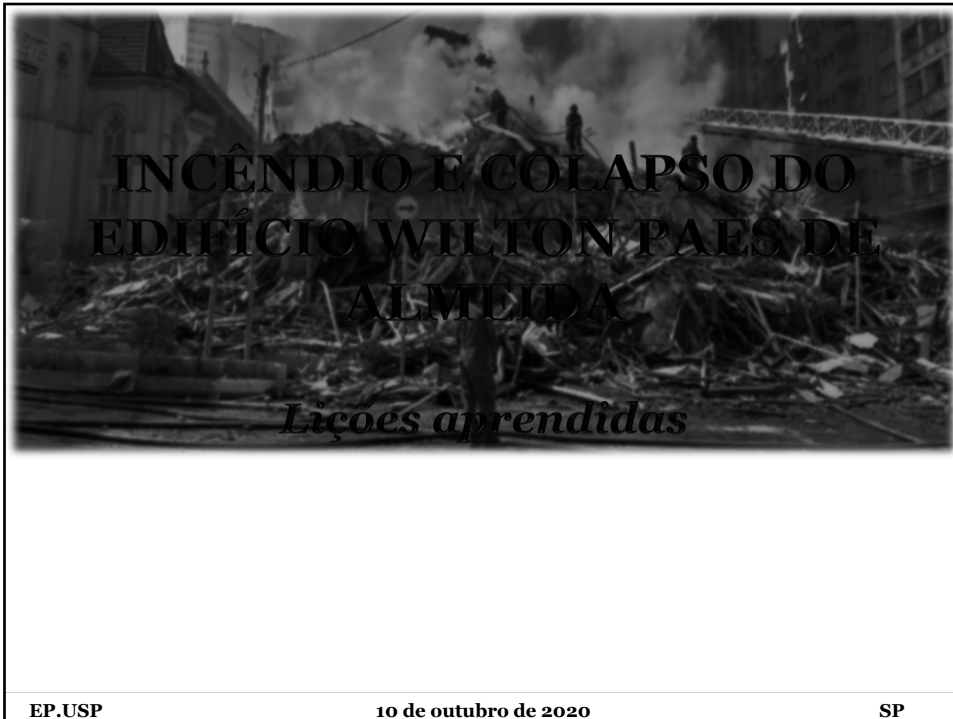 INCÊNDIO E COLAPSO DO
EDIFÍCIO WILTON PAES DE
ALMEIDA
Lições aprendidas
EP.USP 10 de outubro de 2020 SP